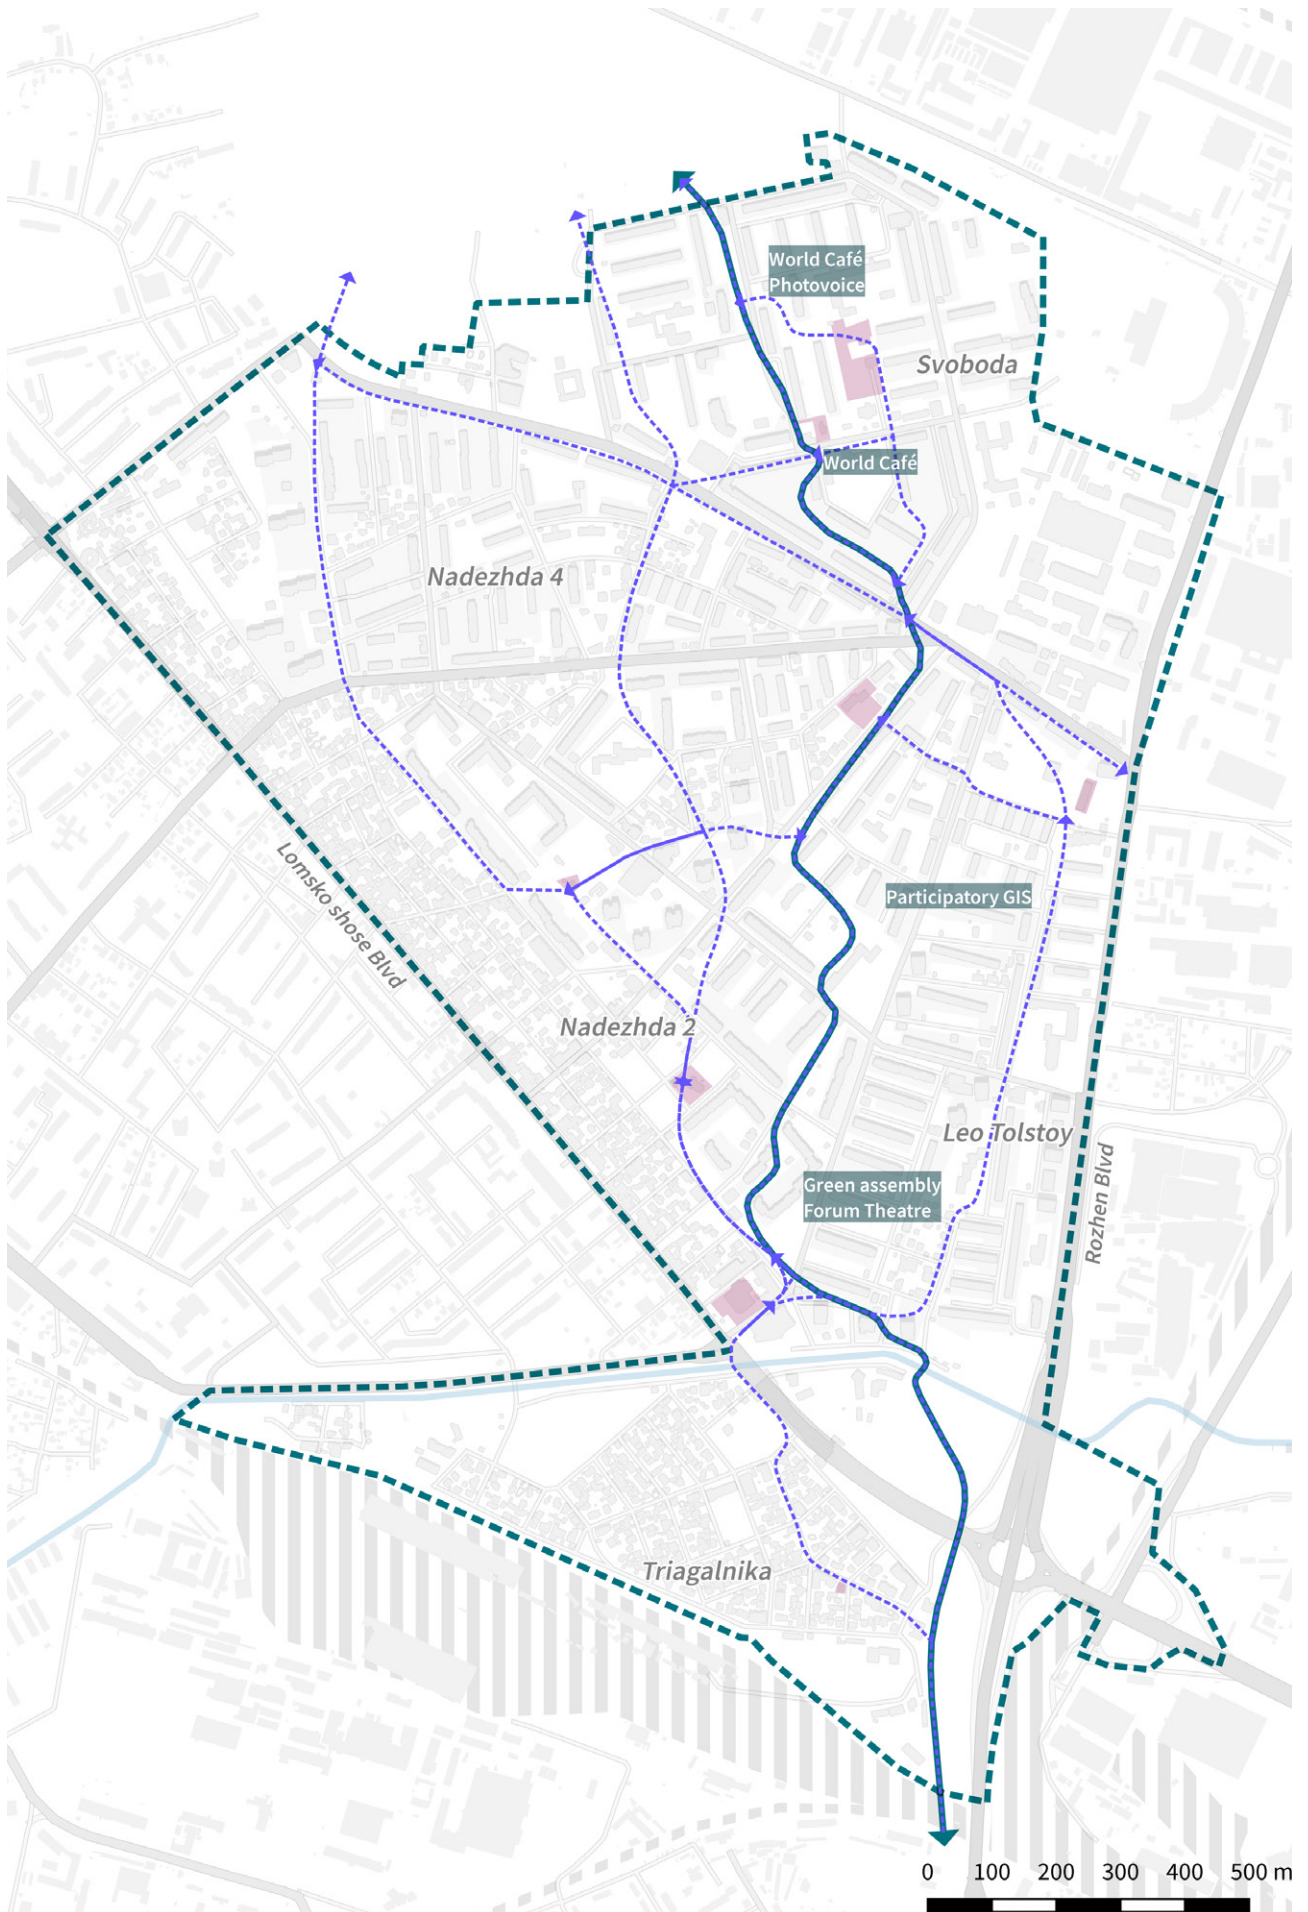 World Café
Photovoice
Svoboda
World Café
Nadezhda 4
Lomsko shose Blvd
Participatory GIS
Nadezhda 2
Leo Tolstoy
Rozhen Blvd
Green assembly
Forum Theatre
Triagalnika
0 100 200 300 400 500 m